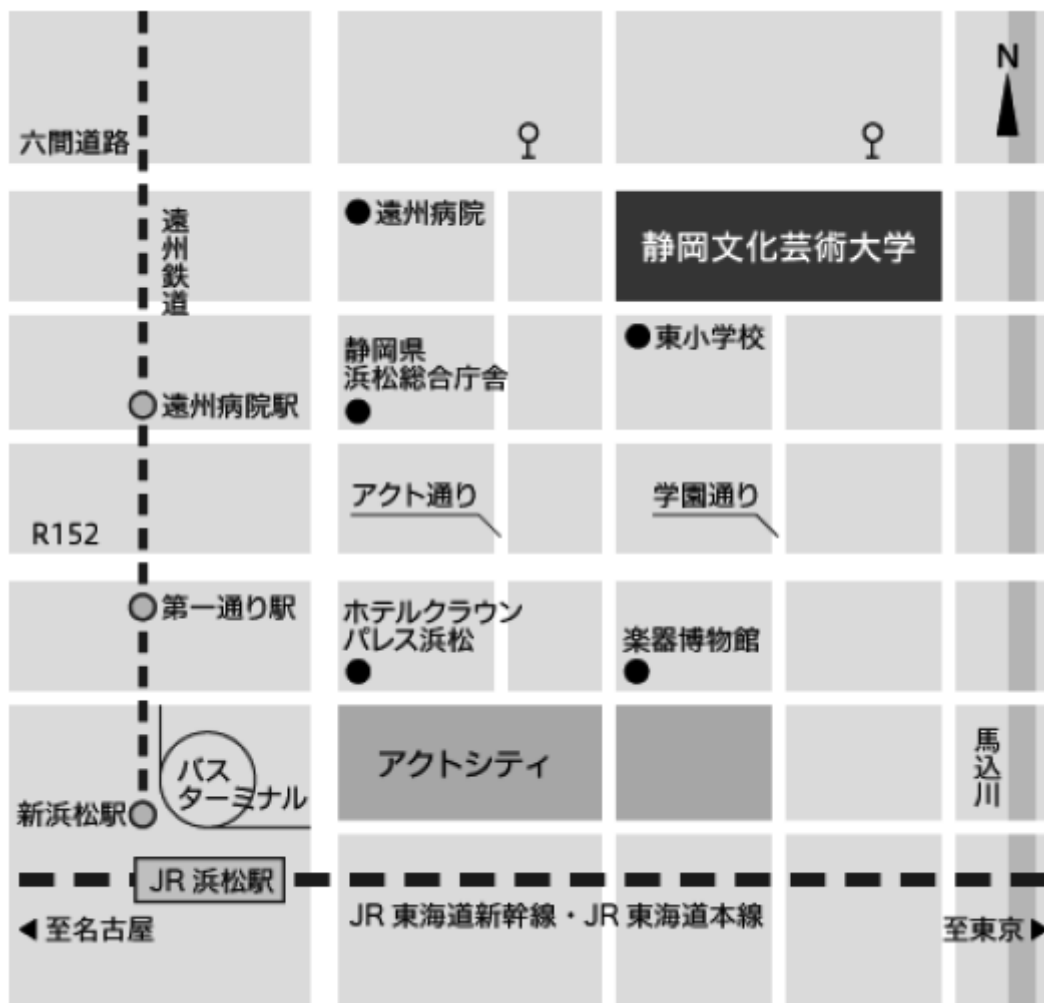 N
六間道路
遠州鉄道
遠州病院
静岡文化芸術大学
静岡県
浜松総合庁舎
東小学校
遠州病院駅
アクト通り
学園通り
R152
第一通り駅
ホテルクラウン
パレス浜松
楽器博物館
バス
ターミナル
アクトシティ
馬込川
新浜松駅
JR 浜松駅
JR 東海道新幹線・JR 東海道本線
◀ 至名古屋
至東京 ▶